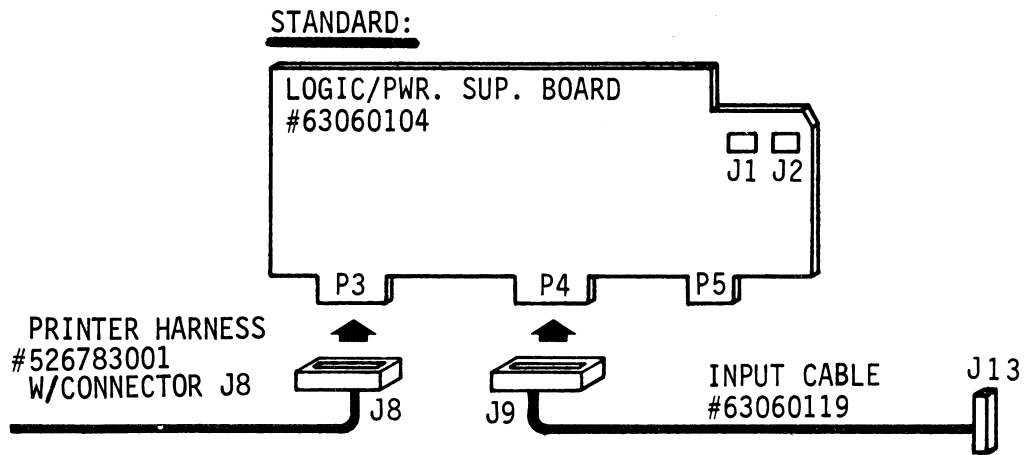 STANDARD:
LOGIC/PWR. SUP. BOARD
#63060104
J1 J2
P3 P4 P5
PRINTER HARNESS
#526783001
W/CONNECTOR J8
J8
J9
INPUT CABLE
#63060119
J13